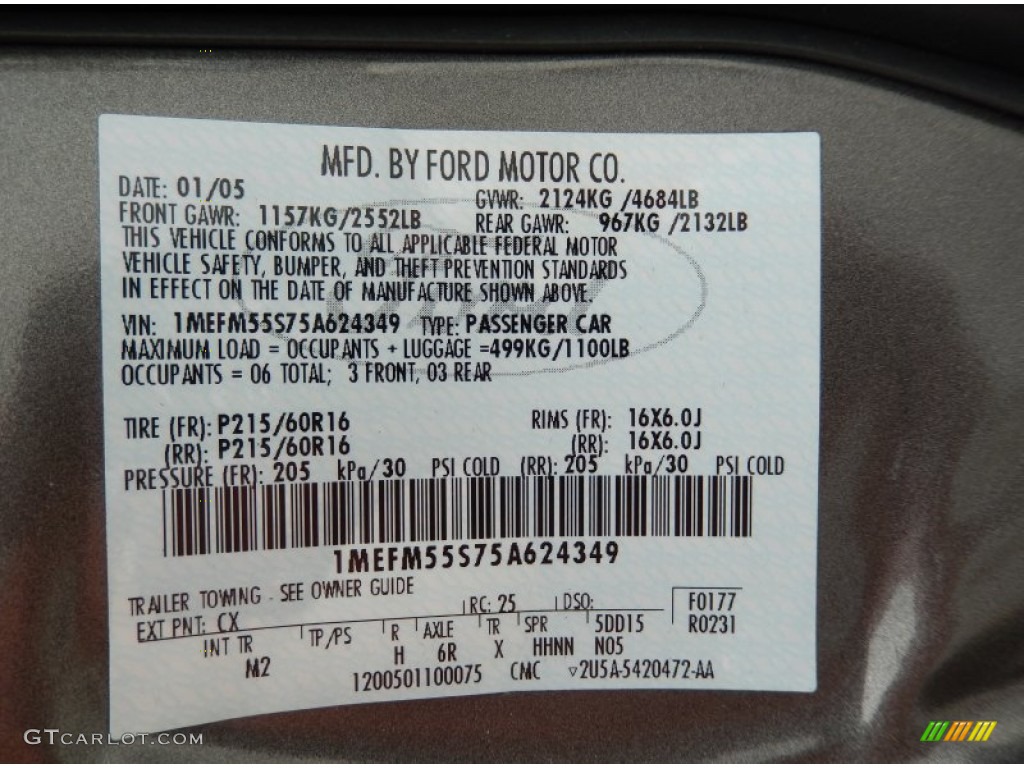 MFD. BY FORD MOTOR CO.
DATE: 01/05 GVWR: 2124KG /4684LB
FRONT GAWR: 1157KG/2552LB REAR GAWR: 967KG /2132LB
THIS VEHICLE CONFORMS TO ALL APPLICABLE FEDERAL MOTOR
VEHICLE SAFETY, BUMPER, AND THEFT PREVENTION STANDARDS
IN EFFECT ON THE DATE OF MANUFACTURE SHOWN ABOVE.
VIN: 1MEFM55S75A624349 TYPE: PASSENGER CAR
MAXIMUM LOAD = OCCUPANTS + LUGGAGE =499KG/1100LB
OCCUPANTS = 06 TOTAL; 3 FRONT, 03 REAR
TIRE (FR): P215/60R16 RIMS (FR): 16X6.0J
(RR): P215/60R16 (RR): 16X6.0J
PRESSURE (FR): 205 kPa/30 PSI COLD (RR): 205 kPa/30 PSI COLD
1MEFM55S75A624349
TRAILER TOWING - SEE OWNER GUIDE
EXT PNT: CX RC: 25 DSO: F0177
INT TR TP/PS R AXLE TR SPR 5DD15 R0231
M2 H 6R X HHNN N05
1200501100075 CMC ▽2U5A-5420472-AA
GTCARLOT.COM